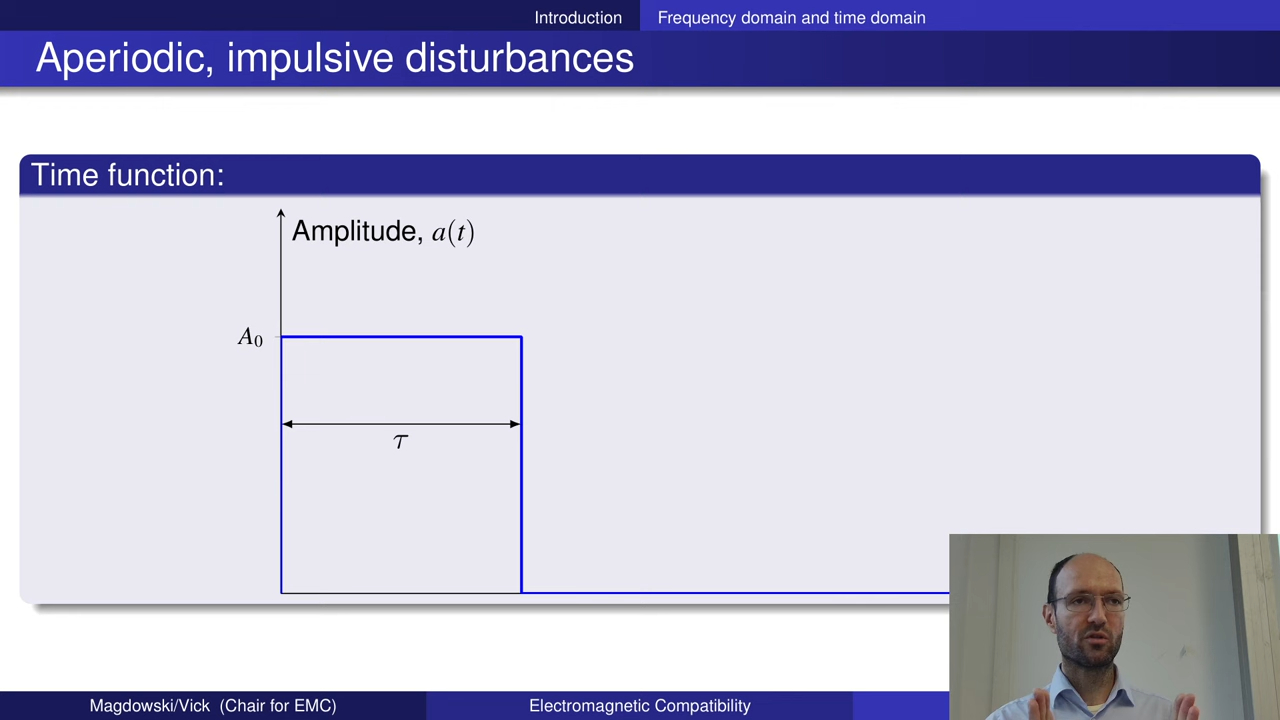 Introduction Frequency domain and time domain
Aperiodic, impulsive disturbances
Time function:
Amplitude, a(t)
A₀
τ
Magdowski/Vick (Chair for EMC) Electromagnetic Compatibility